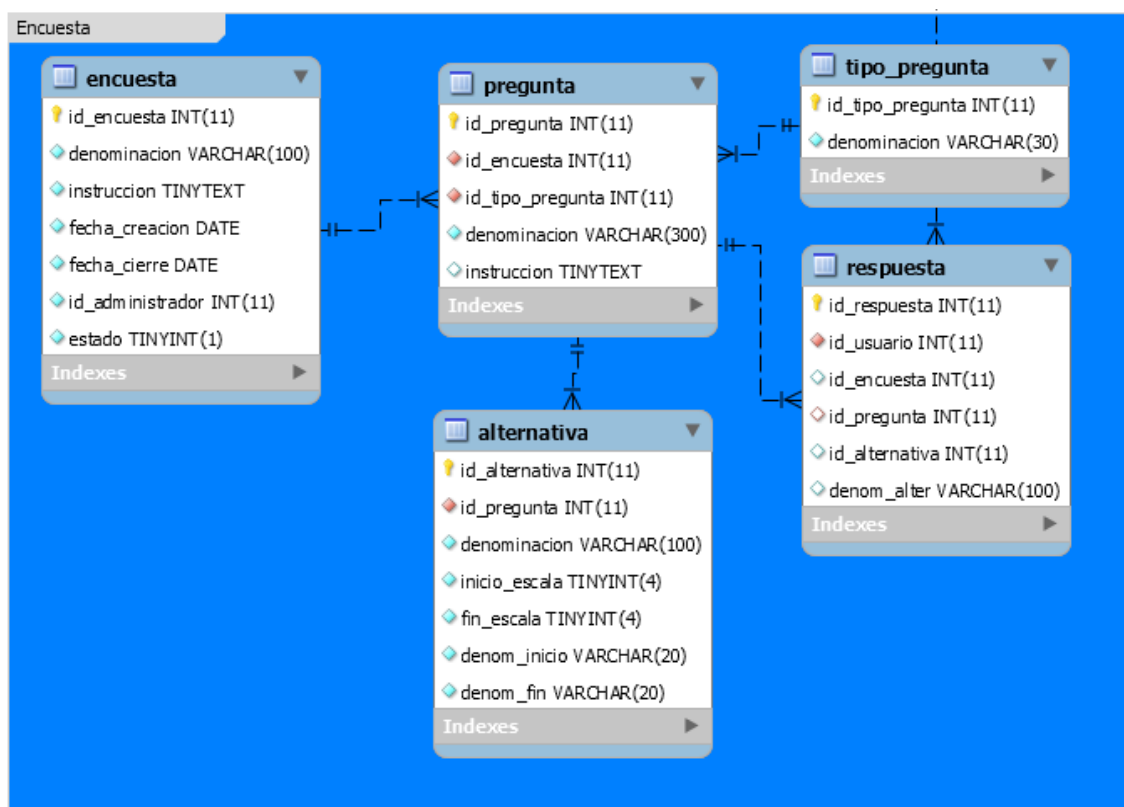 Encuesta
encuesta
id_encuesta INT(11)
denominacion VARCHAR(100)
instruccion TINYTEXT
fecha_creacion DATE
fecha_cierre DATE
id_administrador INT(11)
estado TINYINT(1)
Indexes
pregunta
id_pregunta INT(11)
id_encuesta INT(11)
id_tipo_pregunta INT(11)
denominacion VARCHAR(300)
instruccion TINYTEXT
Indexes
tipo_pregunta
id_tipo_pregunta INT(11)
denominacion VARCHAR(30)
Indexes
respuesta
id_respuesta INT(11)
id_usuario INT(11)
id_encuesta INT(11)
id_pregunta INT(11)
id_alternativa INT(11)
denom_alter VARCHAR(100)
Indexes
alternativa
id_alternativa INT(11)
id_pregunta INT(11)
denominacion VARCHAR(100)
inicio_escala TINYINT(4)
fin_escala TINYINT(4)
denom_inicio VARCHAR(20)
denom_fin VARCHAR(20)
Indexes